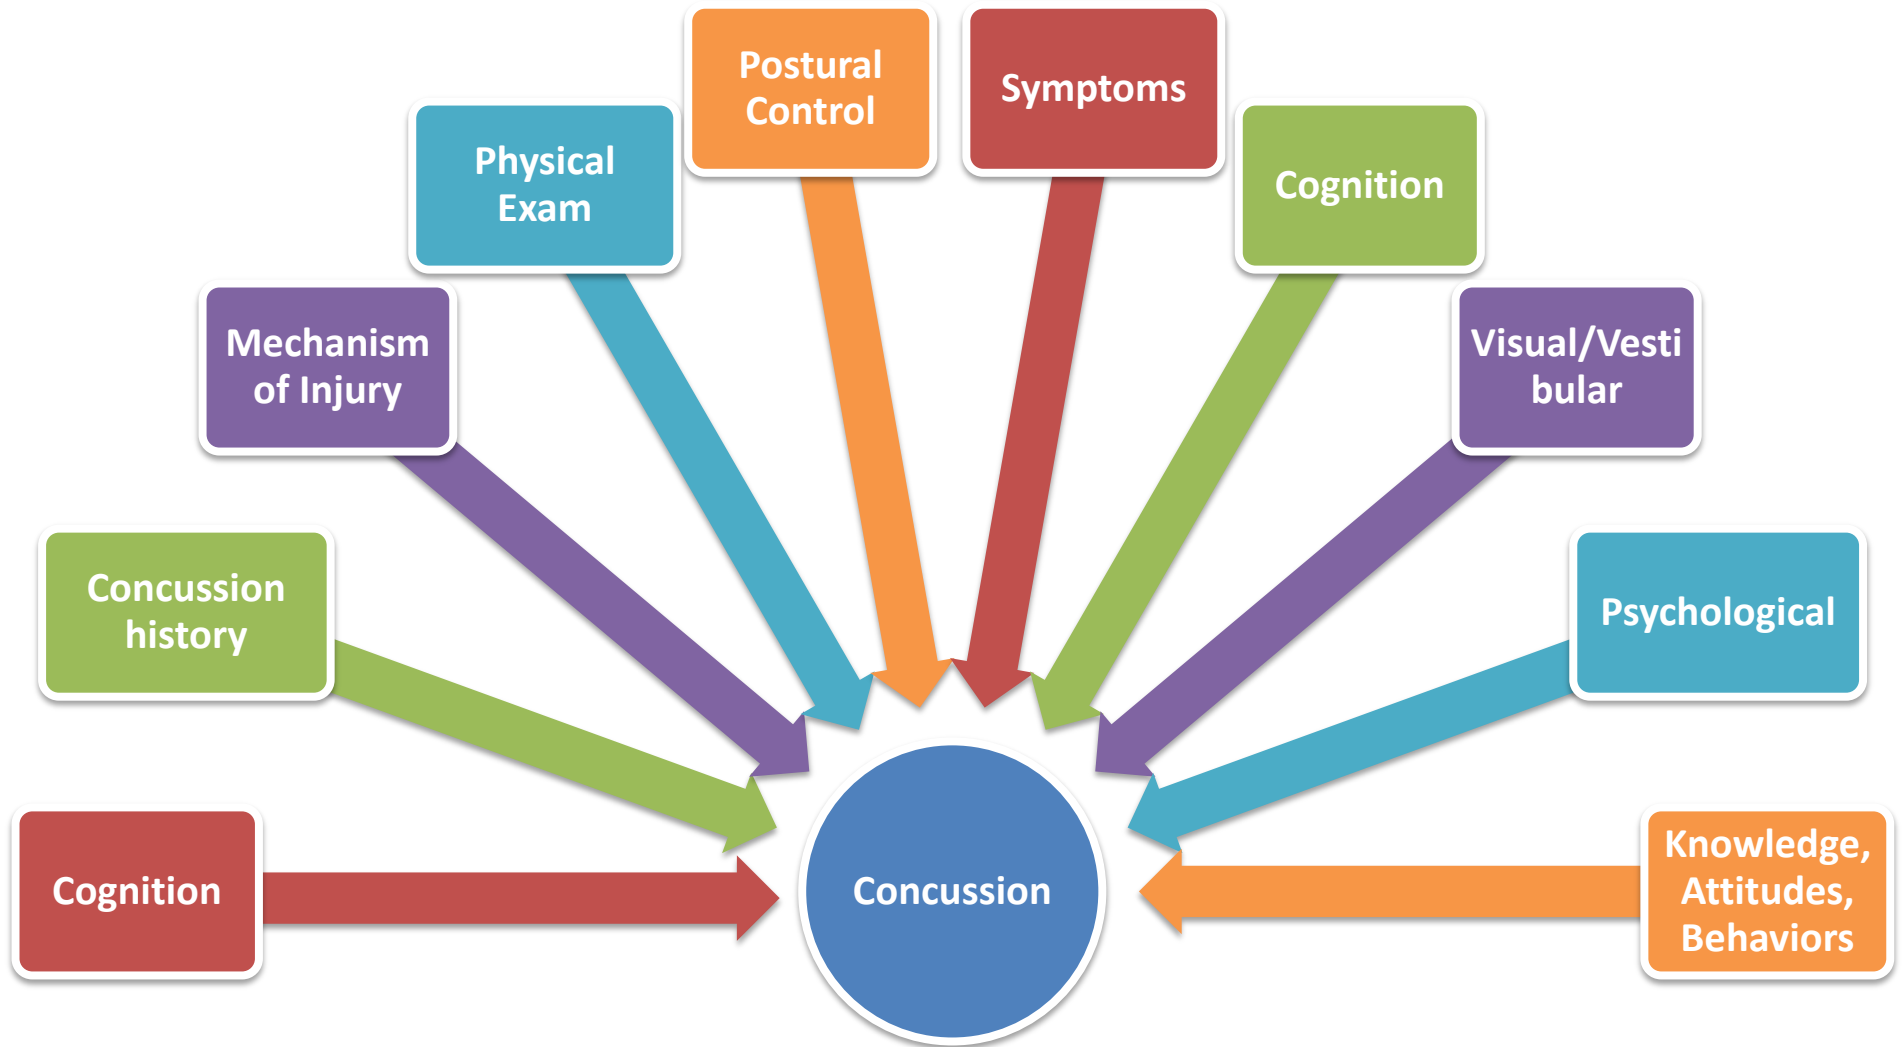 Postural
Control
Symptoms
Physical
Exam
Cognition
Mechanism
of Injury
Visual/Vesti
bular
Concussion
history
Psychological
Cognition
Concussion
Knowledge,
Attitudes,
Behaviors